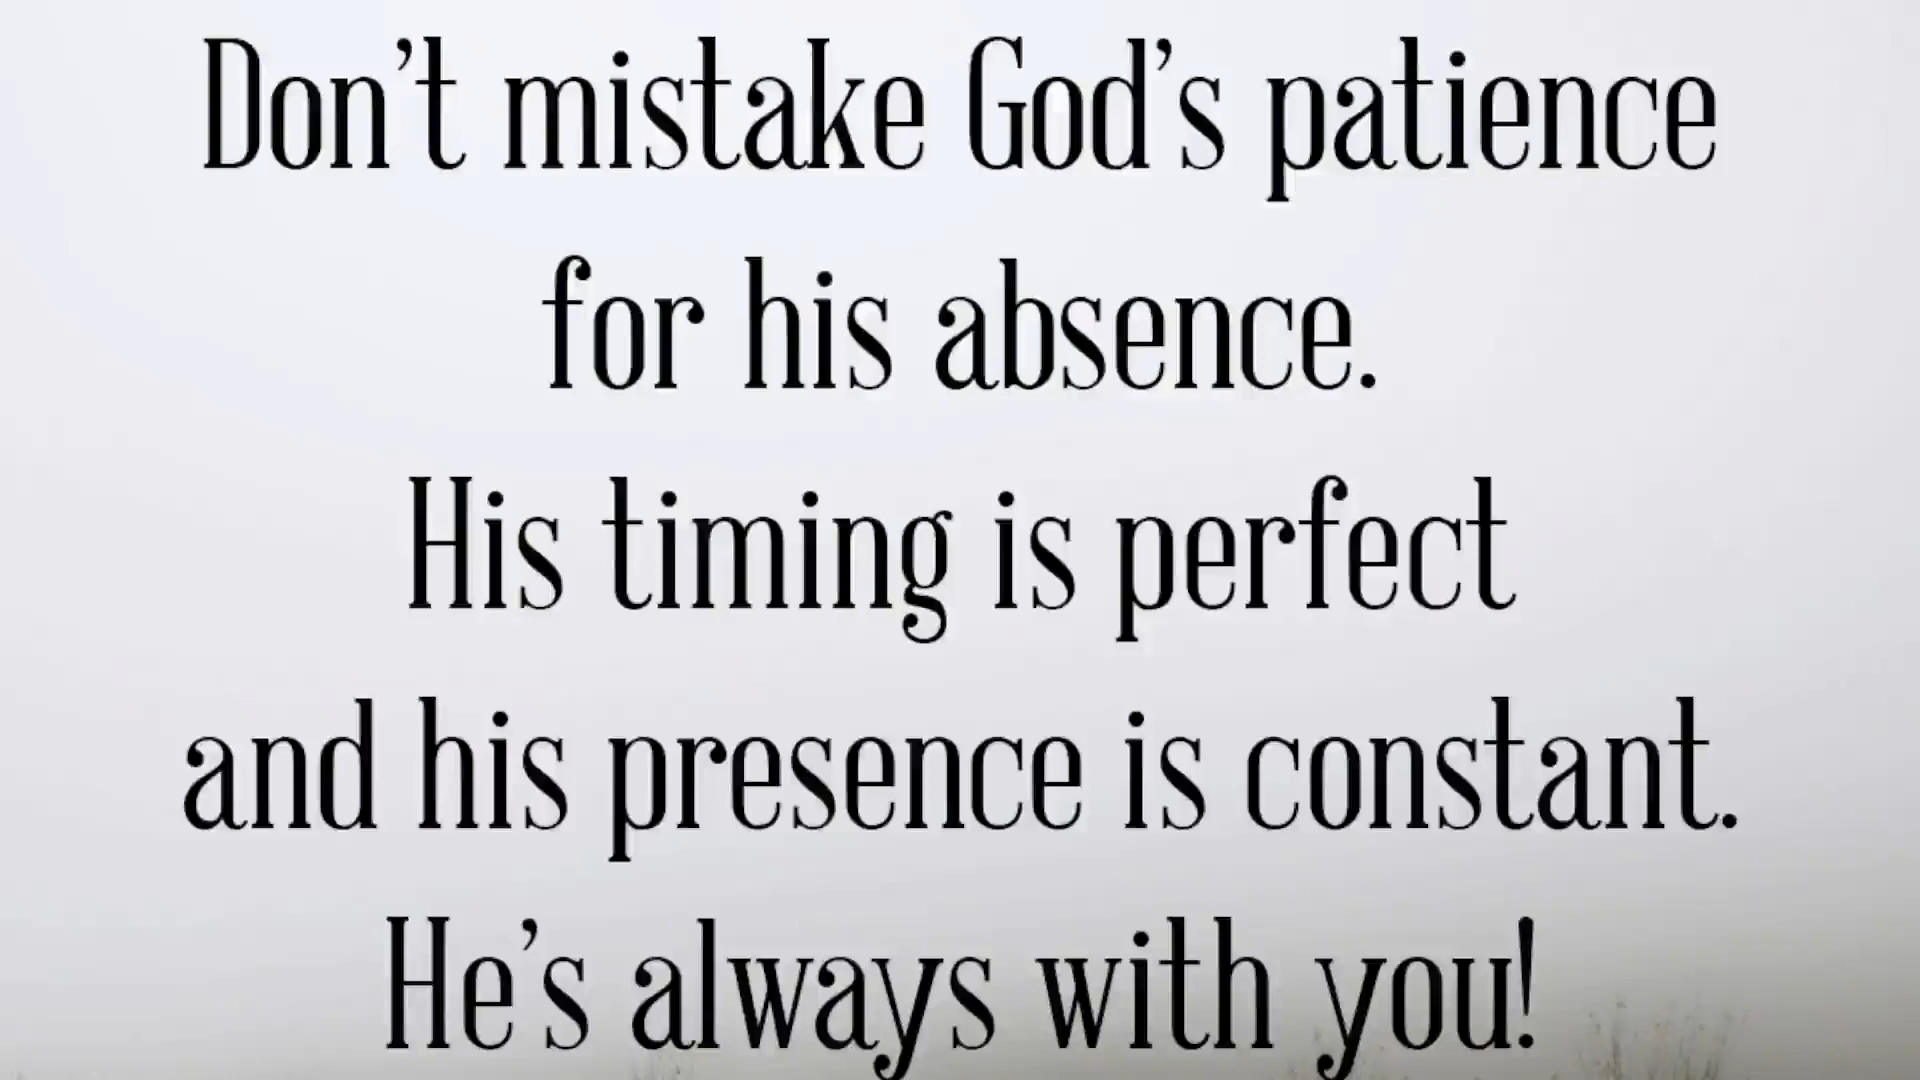 Don’t mistake God’s patience
for his absence.
His timing is perfect
and his presence is constant.
He’s always with you!